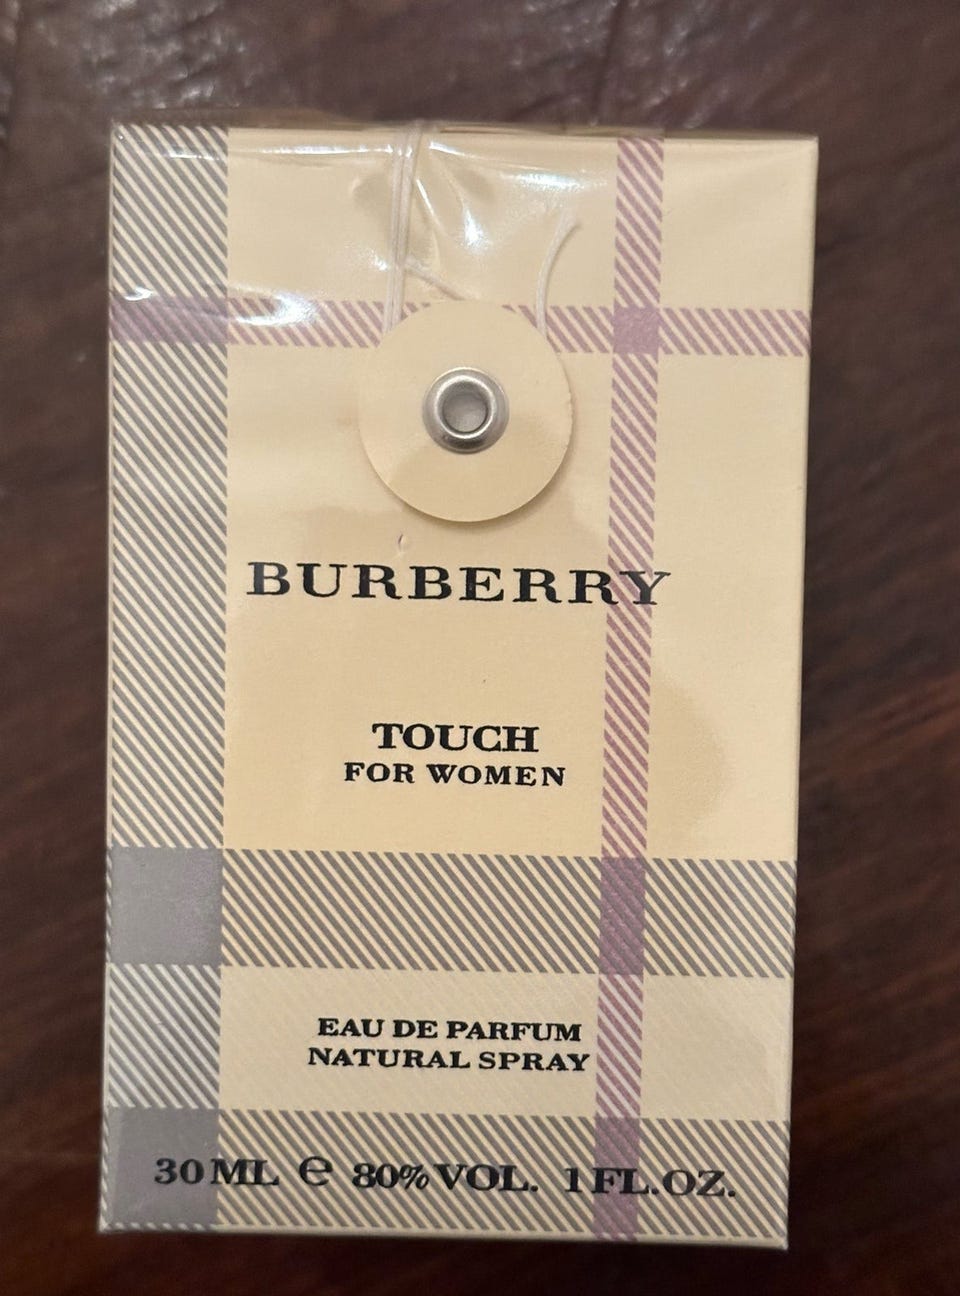 BURBERRY
TOUCH
FOR WOMEN
EAU DE PARFUM
NATURAL SPRAY
30 ML ℮ 80% VOL. 1 FL.OZ.